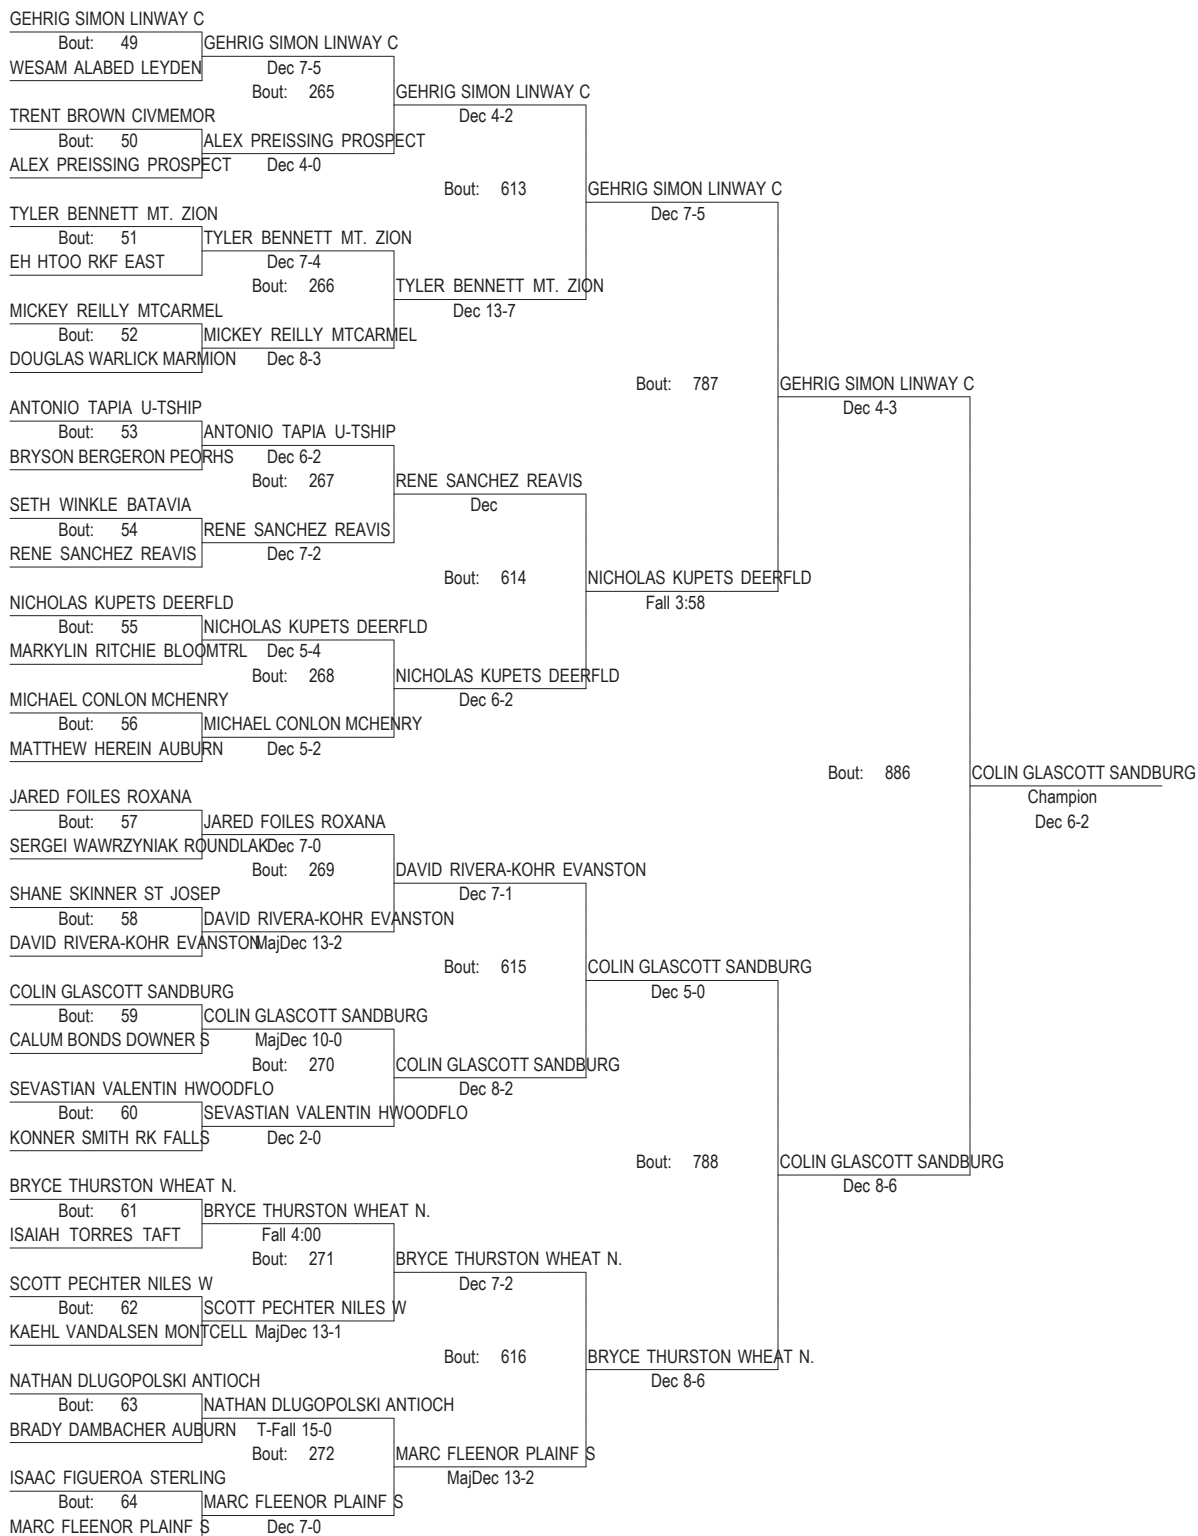 GEHRIG SIMON LINWAY C
Bout: 49 GEHRIG SIMON LINWAY C
WESAM ALABED LEYDEN Dec 7-5
Bout: 265 GEHRIG SIMON LINWAY C
TRENT BROWN CIVMEMOR Dec 4-2
Bout: 50 ALEX PREISSING PROSPECT
ALEX PREISSING PROSPECT Dec 4-0
Bout: 613 GEHRIG SIMON LINWAY C
TYLER BENNETT MT. ZION Dec 7-5
Bout: 51 TYLER BENNETT MT. ZION
EH HTOO RKF EAST Dec 7-4
Bout: 266 TYLER BENNETT MT. ZION
MICKEY REILLY MTCARMEL Dec 13-7
Bout: 52 MICKEY REILLY MTCARMEL
DOUGLAS WARLICK MARMION Dec 8-3
Bout: 787 GEHRIG SIMON LINWAY C
ANTONIO TAPIA U-TSHIP Dec 4-3
Bout: 53 ANTONIO TAPIA U-TSHIP
BRYSON BERGERON PEORHS Dec 6-2
Bout: 267 RENE SANCHEZ REAVIS
SETH WINKLE BATAVIA Dec
Bout: 54 RENE SANCHEZ REAVIS
RENE SANCHEZ REAVIS Dec 7-2
Bout: 614 NICHOLAS KUPETS DEERFLD
NICHOLAS KUPETS DEERFLD Fall 3:58
Bout: 55 NICHOLAS KUPETS DEERFLD
MARKYLIN RITCHIE BLOOMTRL Dec 5-4
Bout: 268 NICHOLAS KUPETS DEERFLD
MICHAEL CONLON MCHENRY Dec 6-2
Bout: 56 MICHAEL CONLON MCHENRY
MATTHEW HEREIN AUBURN Dec 5-2
Bout: 886 COLIN GLASCOTT SANDBURG
JARED FOILES ROXANA Champion
Bout: 57 JARED FOILES ROXANA Dec 6-2
SERGEI WAWRZYNIAK ROUNDLAK Dec 7-0
Bout: 269 DAVID RIVERA-KOHR EVANSTON
SHANE SKINNER ST JOSEP Dec 7-1
Bout: 58 DAVID RIVERA-KOHR EVANSTON
DAVID RIVERA-KOHR EVANSTON MajDec 13-2
Bout: 615 COLIN GLASCOTT SANDBURG
COLIN GLASCOTT SANDBURG Dec 5-0
Bout: 59 COLIN GLASCOTT SANDBURG
CALUM BONDS DOWNER S MajDec 10-0
Bout: 270 COLIN GLASCOTT SANDBURG
SEVASTIAN VALENTIN HWOODFLO Dec 8-2
Bout: 60 SEVASTIAN VALENTIN HWOODFLO
KONNER SMITH RK FALLS Dec 2-0
Bout: 788 COLIN GLASCOTT SANDBURG
BRYCE THURSTON WHEAT N. Dec 8-6
Bout: 61 BRYCE THURSTON WHEAT N.
ISAIAH TORRES TAFT Fall 4:00
Bout: 271 BRYCE THURSTON WHEAT N.
SCOTT PECHTER NILES W Dec 7-2
Bout: 62 SCOTT PECHTER NILES W
KAEHL VANDALSEN MONTCELL MajDec 13-1
Bout: 616 BRYCE THURSTON WHEAT N.
NATHAN DLUGOPOLSKI ANTIOCH Dec 8-6
Bout: 63 NATHAN DLUGOPOLSKI ANTIOCH
BRADY DAMBACHER AUBURN T-Fall 15-0
Bout: 272 MARC FLEENOR PLAINF S
ISAAC FIGUEROA STERLING MajDec 13-2
Bout: 64 MARC FLEENOR PLAINF S
MARC FLEENOR PLAINF S Dec 7-0